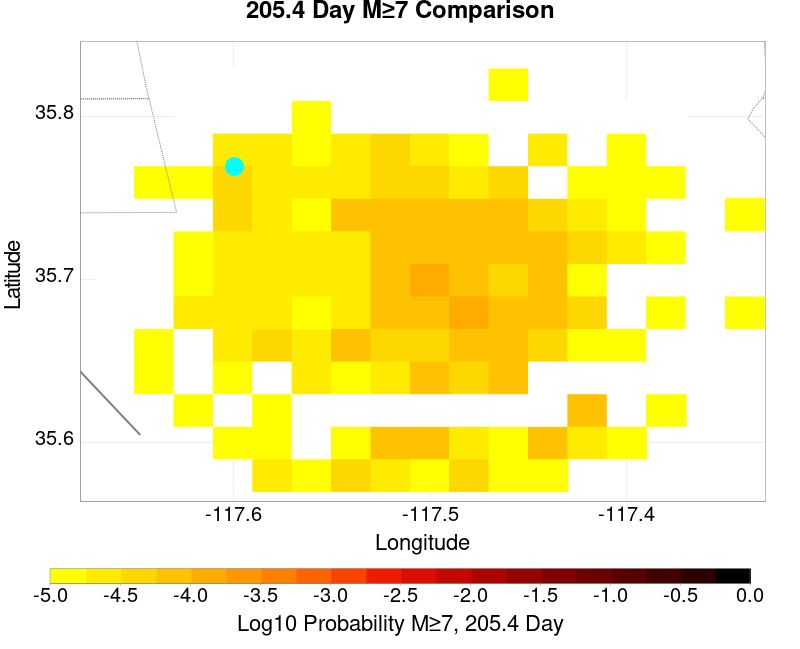 205.4 Day M≥7 Comparison
35.8
35.7
35.6
Latitude
-117.6 -117.5 -117.4
Longitude
-5.0 -4.5 -4.0 -3.5 -3.0 -2.5 -2.0 -1.5 -1.0 -0.5 0.0
Log10 Probability M≥7, 205.4 Day